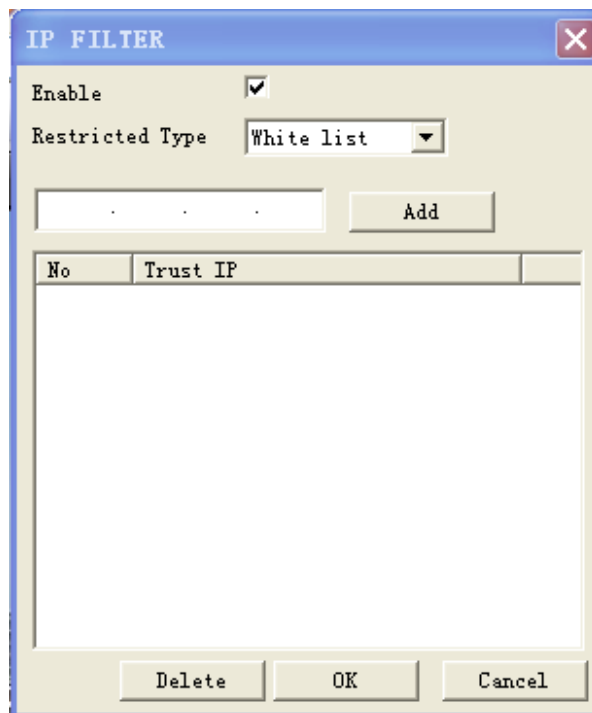 IP FILTER
Enable
Restricted Type White list
. . . Add
No Trust IP
Delete OK Cancel